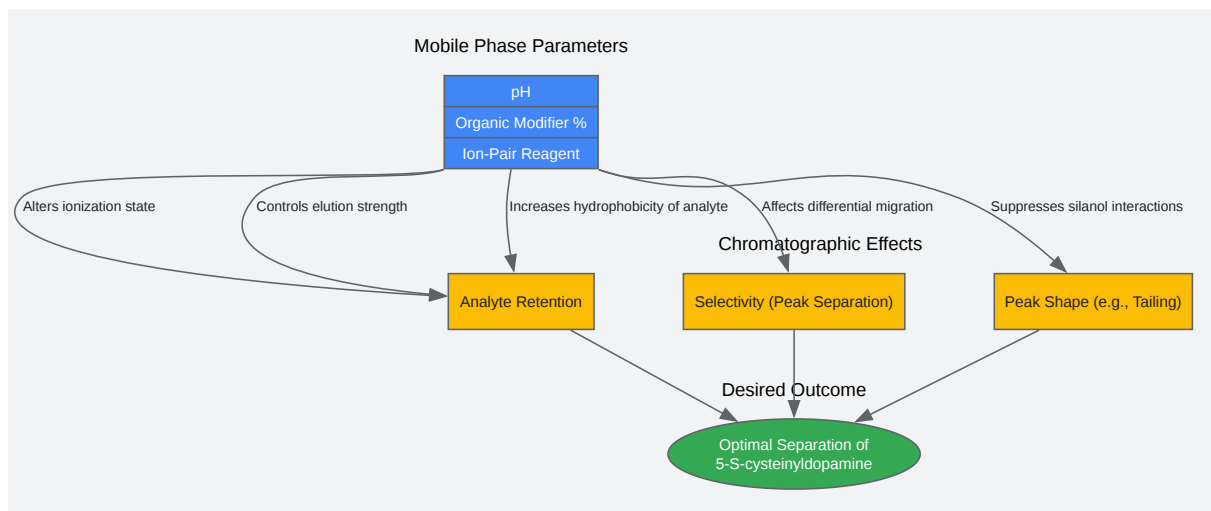 Mobile Phase Parameters
pH
Organic Modifier %
Ion-Pair Reagent
Alters ionization state
Controls elution strength
Increases hydrophobicity of analyte
Affects differential migration
Suppresses silanol interactions
Chromatographic Effects
Analyte Retention
Selectivity (Peak Separation)
Peak Shape (e.g., Tailing)
Desired Outcome
Optimal Separation of
5-S-cysteinyldopamine